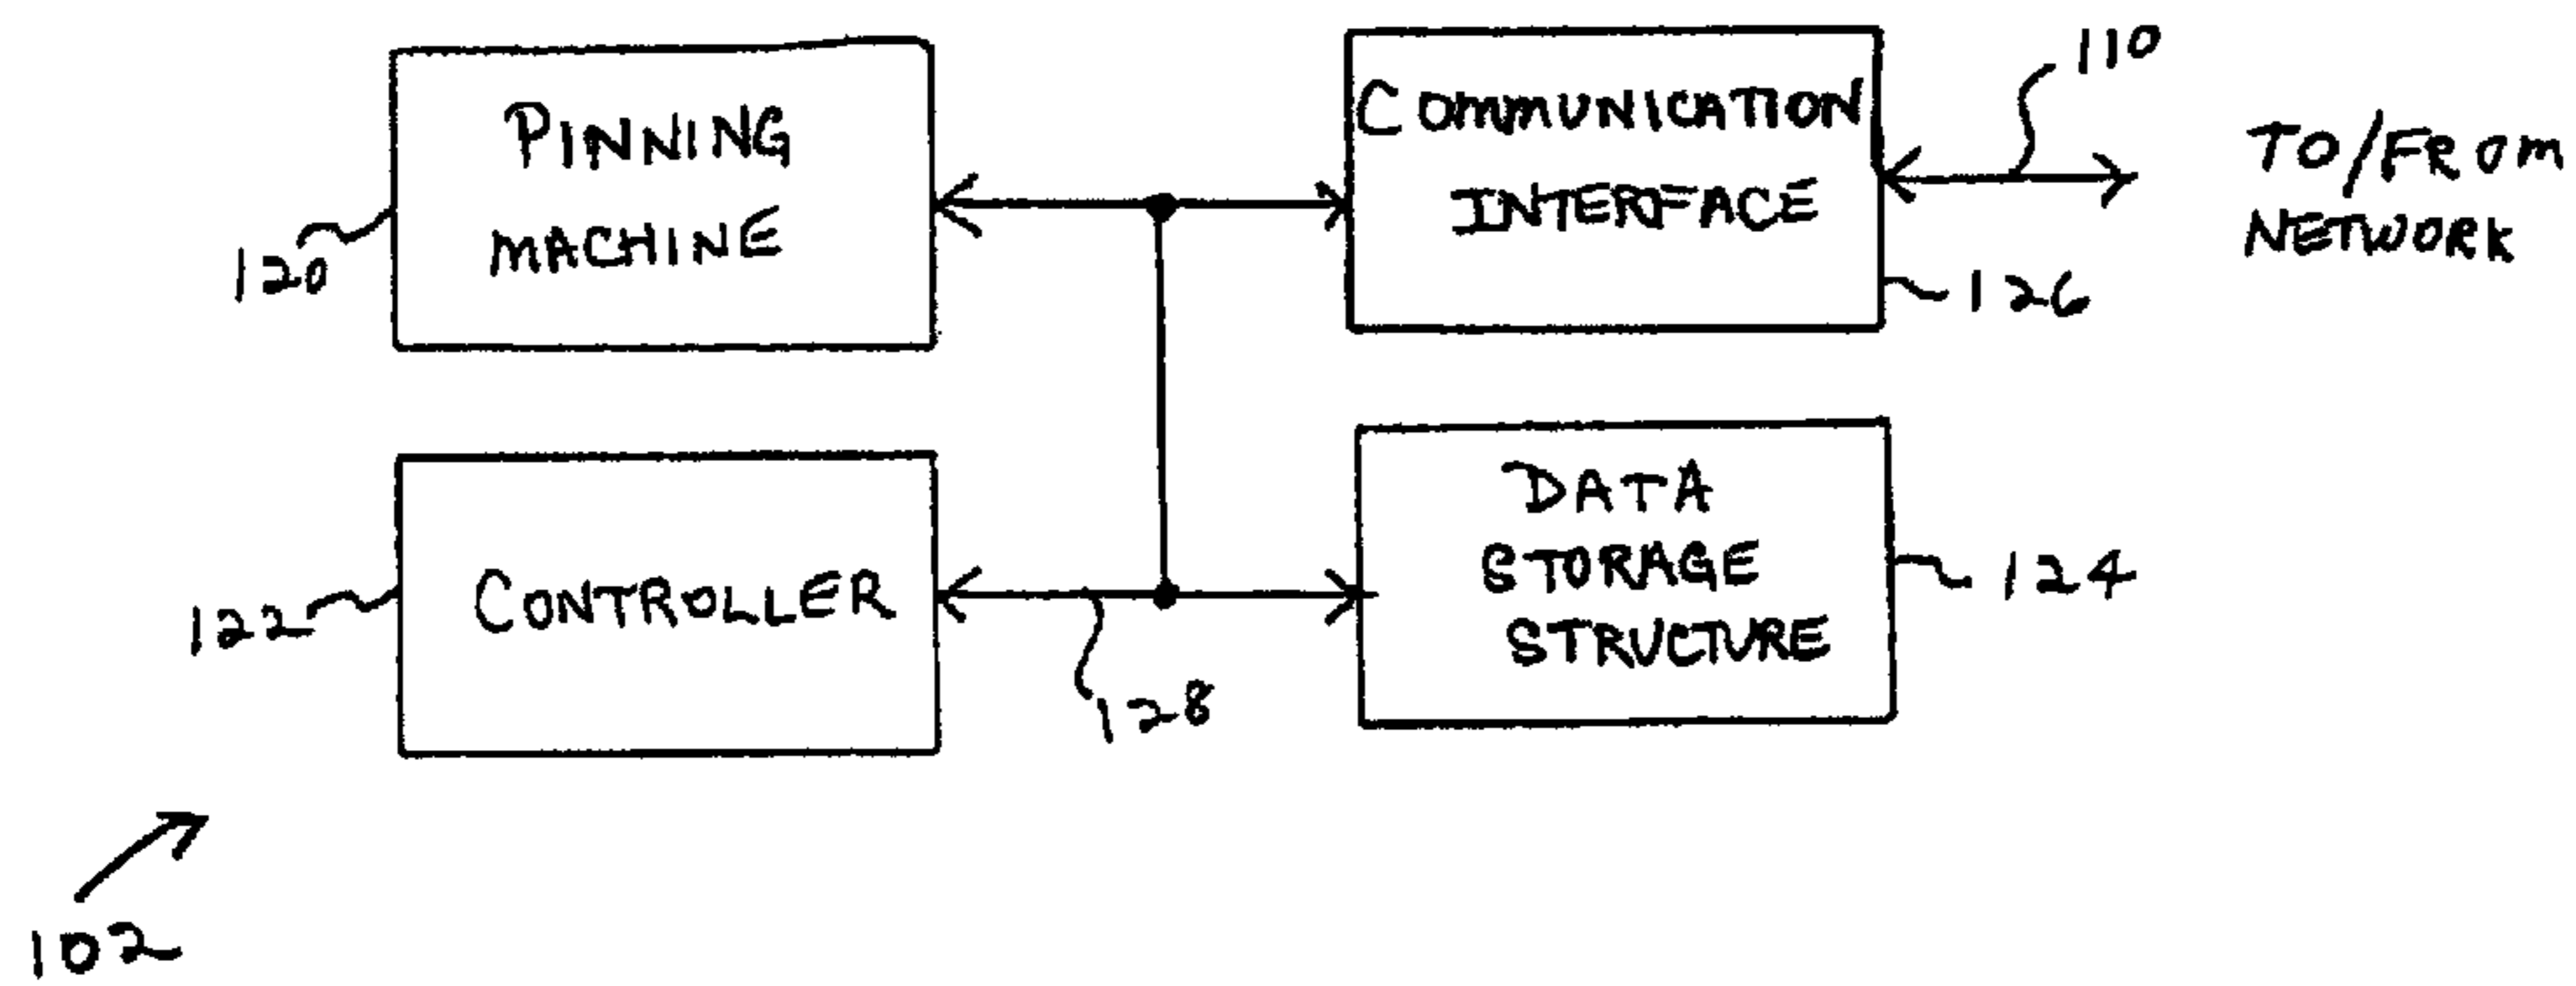 PINNING
MACHINE
120
COMMUNICATION
INTERFACE
110
TO/FROM
NETWORK
126
CONTROLLER
122
128
DATA
STORAGE
STRUCTURE
124
102